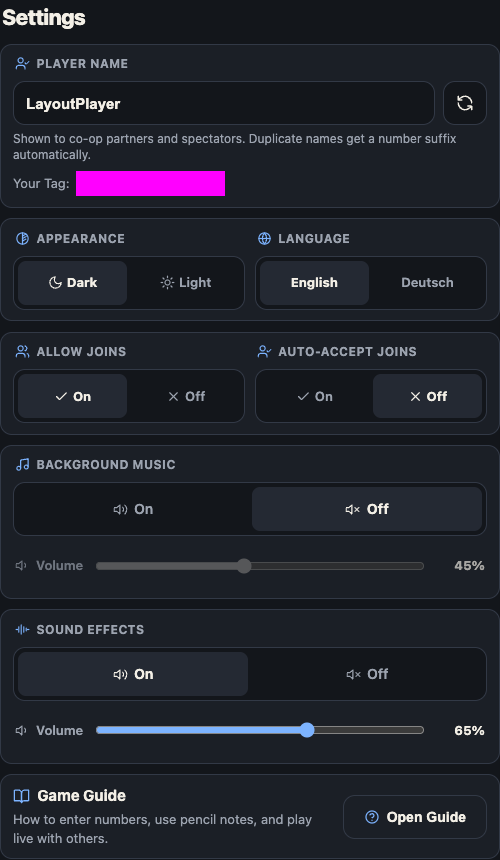 Settings
PLAYER NAME
LayoutPlayer
Shown to co-op partners and spectators. Duplicate names get a number suffix
automatically.
Your Tag:
APPEARANCE LANGUAGE
Dark Light English Deutsch
ALLOW JOINS AUTO-ACCEPT JOINS
On Off On Off
BACKGROUND MUSIC
On Off
Volume 45%
SOUND EFFECTS
On Off
Volume 65%
Game Guide
How to enter numbers, use pencil notes, and play
live with others.
Open Guide